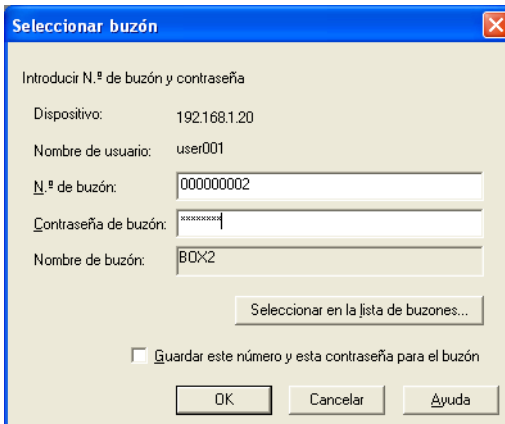 Seleccionar buzón
Introducir N.º de buzón y contraseña
Dispositivo: 192.168.1.20
Nombre de usuario: user001
N.º de buzón: 000000002
Contraseña de buzón: ********
Nombre de buzón: BOX2
Seleccionar en la lista de buzones...
Guardar este número y esta contraseña para el buzón
OK Cancelar Ayuda